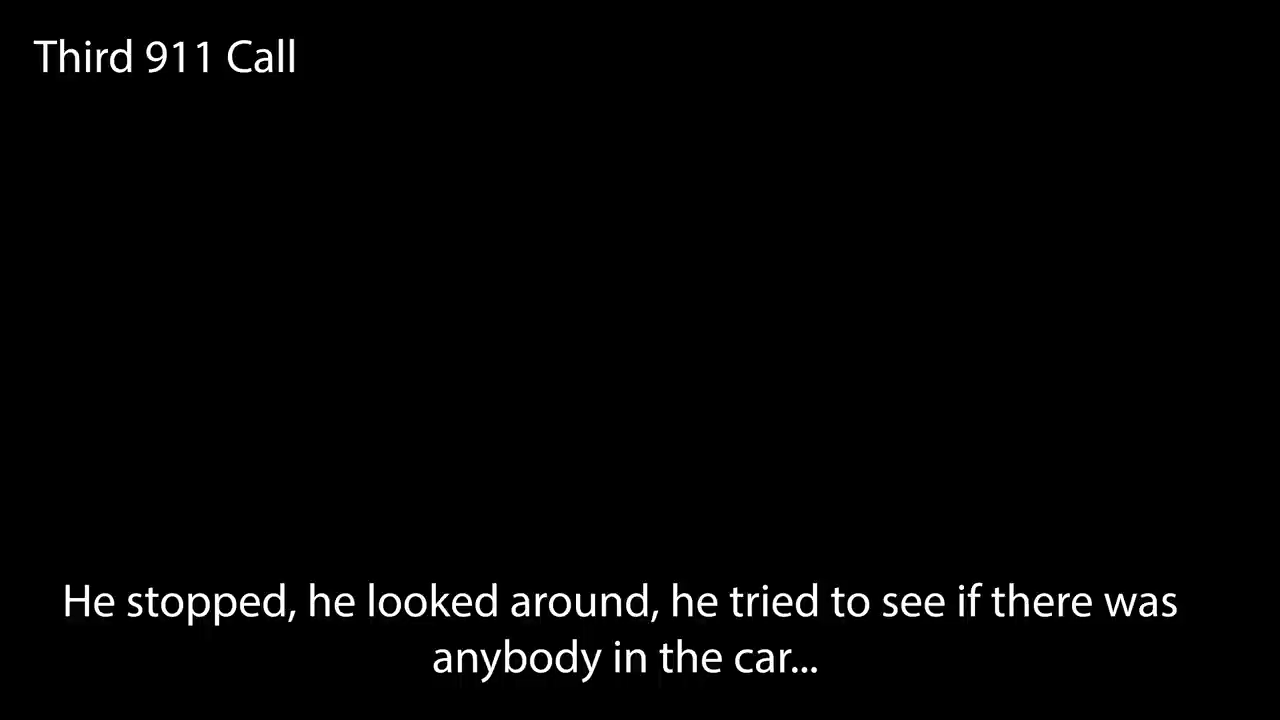 Third 911 Call
He stopped, he looked around, he tried to see if there was
anybody in the car...